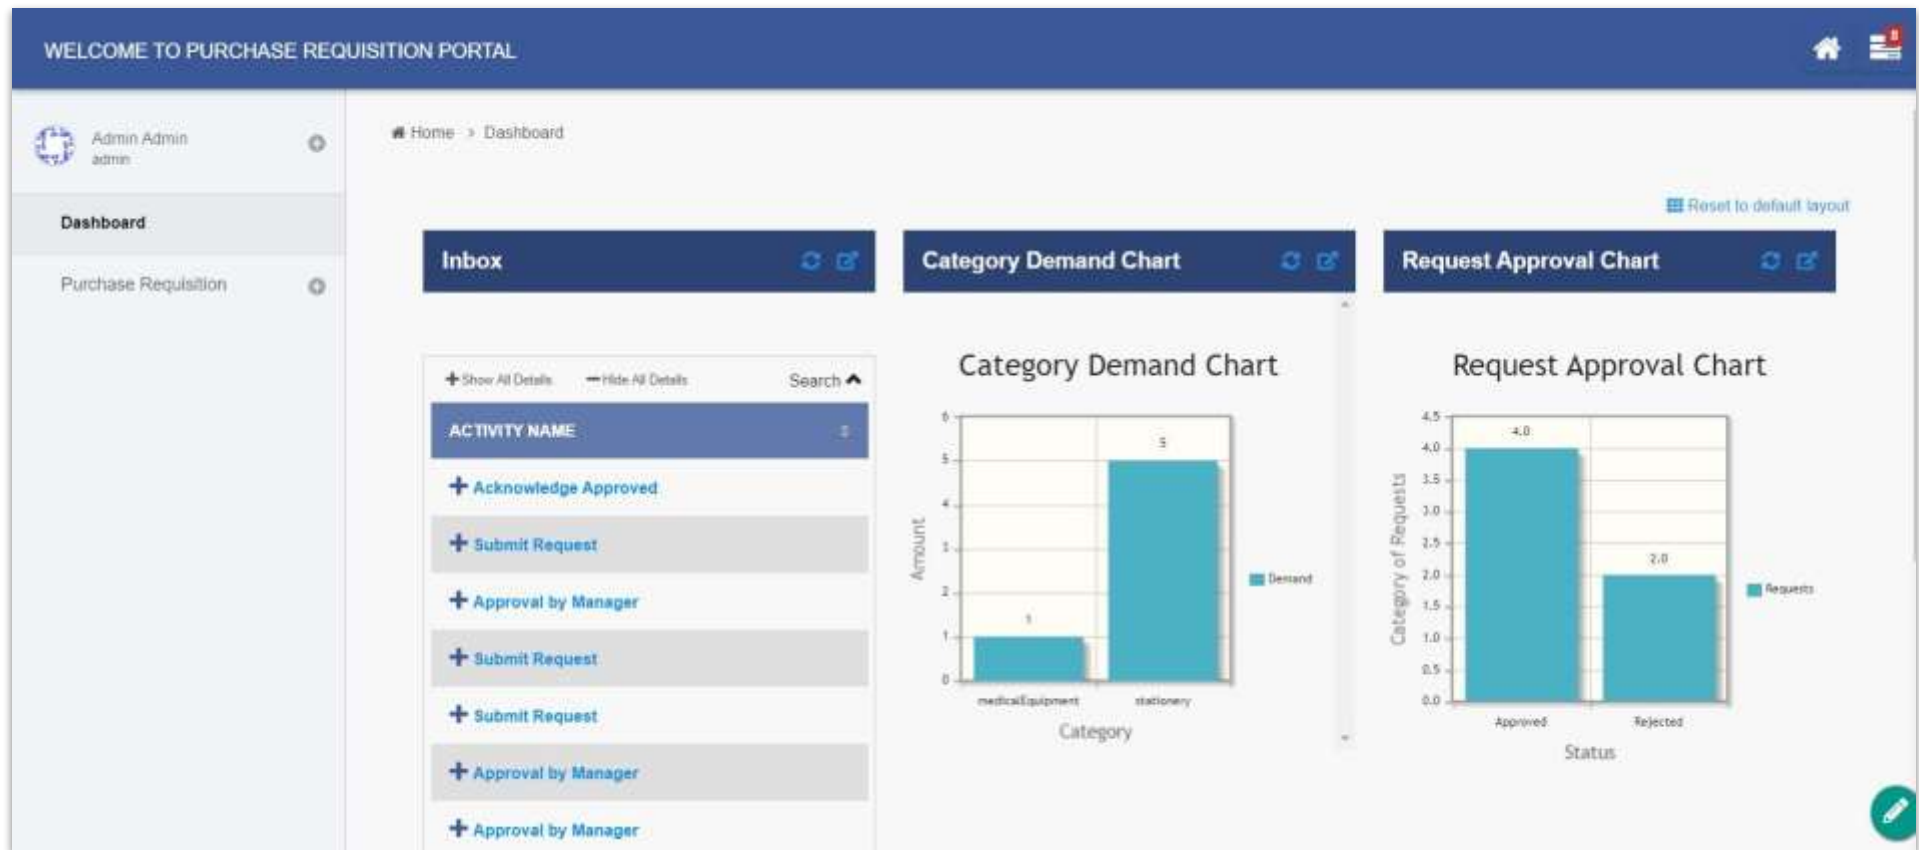 WELCOME TO PURCHASE REQUISITION PORTAL
8
Admin Admin
admin
Dashboard
Purchase Requisition
Home > Dashboard
Reset to default layout
Inbox
Show All Details
Hide All Details
Search
ACTIVITY NAME
Acknowledge Approved
Submit Request
Approval by Manager
Submit Request
Submit Request
Approval by Manager
Approval by Manager
Category Demand Chart
Category Demand Chart
6
5
4
3
2
1
0
Amount
1
5
medicalEquipment
stationery
Category
Demand
Request Approval Chart
Request Approval Chart
4.5
4.0
3.5
3.0
2.5
2.0
1.5
1.0
0.5
0.0
Category of Requests
4.0
2.0
Approved
Rejected
Status
Requests